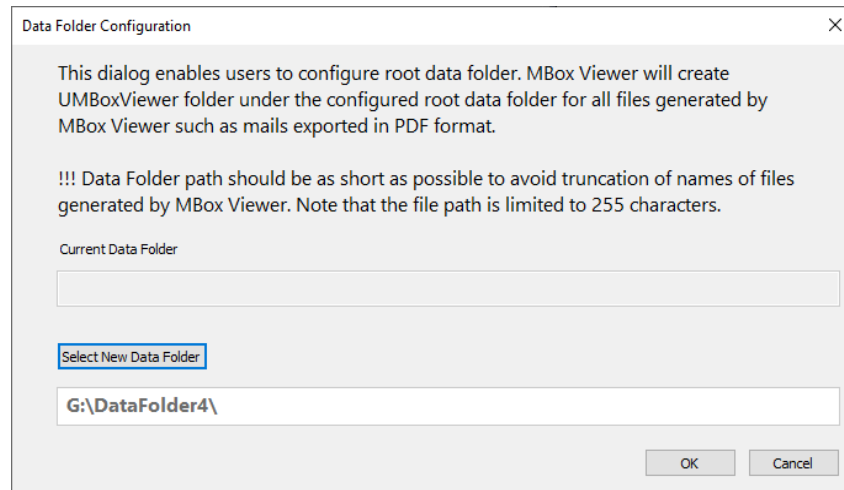 Data Folder Configuration
This dialog enables users to configure root data folder. MBox Viewer will create
UMBoxViewer folder under the configured root data folder for all files generated by
MBox Viewer such as mails exported in PDF format.
!!! Data Folder path should be as short as possible to avoid truncation of names of files
generated by MBox Viewer. Note that the file path is limited to 255 characters.
Current Data Folder
Select New Data Folder
G:\DataFolder4\
OK
Cancel